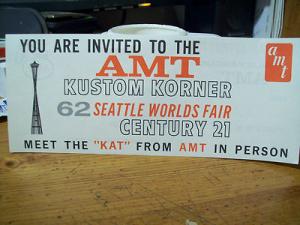 YOU ARE INVITED TO THE
amt
AMT
KUSTOM KORNER
62 SEATTLE WORLDS FAIR
CENTURY 21
MEET THE "KAT" FROM AMT IN PERSON